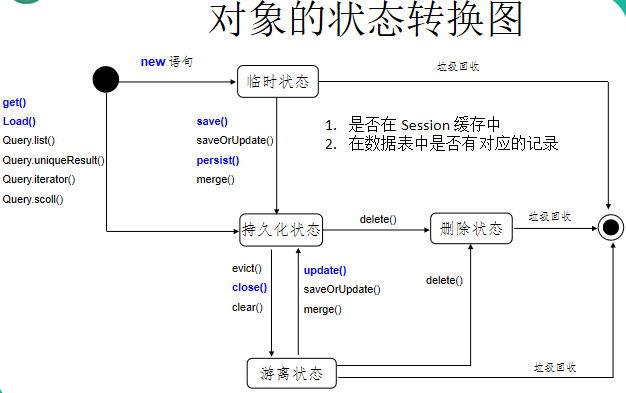 对象的状态转换图
new 语句
垃圾回收
临时状态
get()
Load()
Query.list()
Query.uniqueResult()
Query.iterator()
Query.scoll()
save()
saveOrUpdate()
persist()
merge()
1. 是否在 Session 缓存中
2. 在数据表中是否有对应的记录
持久化状态
delete()
删除状态
垃圾回收
evict()
close()
clear()
update()
saveOrUpdate()
merge()
delete()
游离状态
垃圾回收